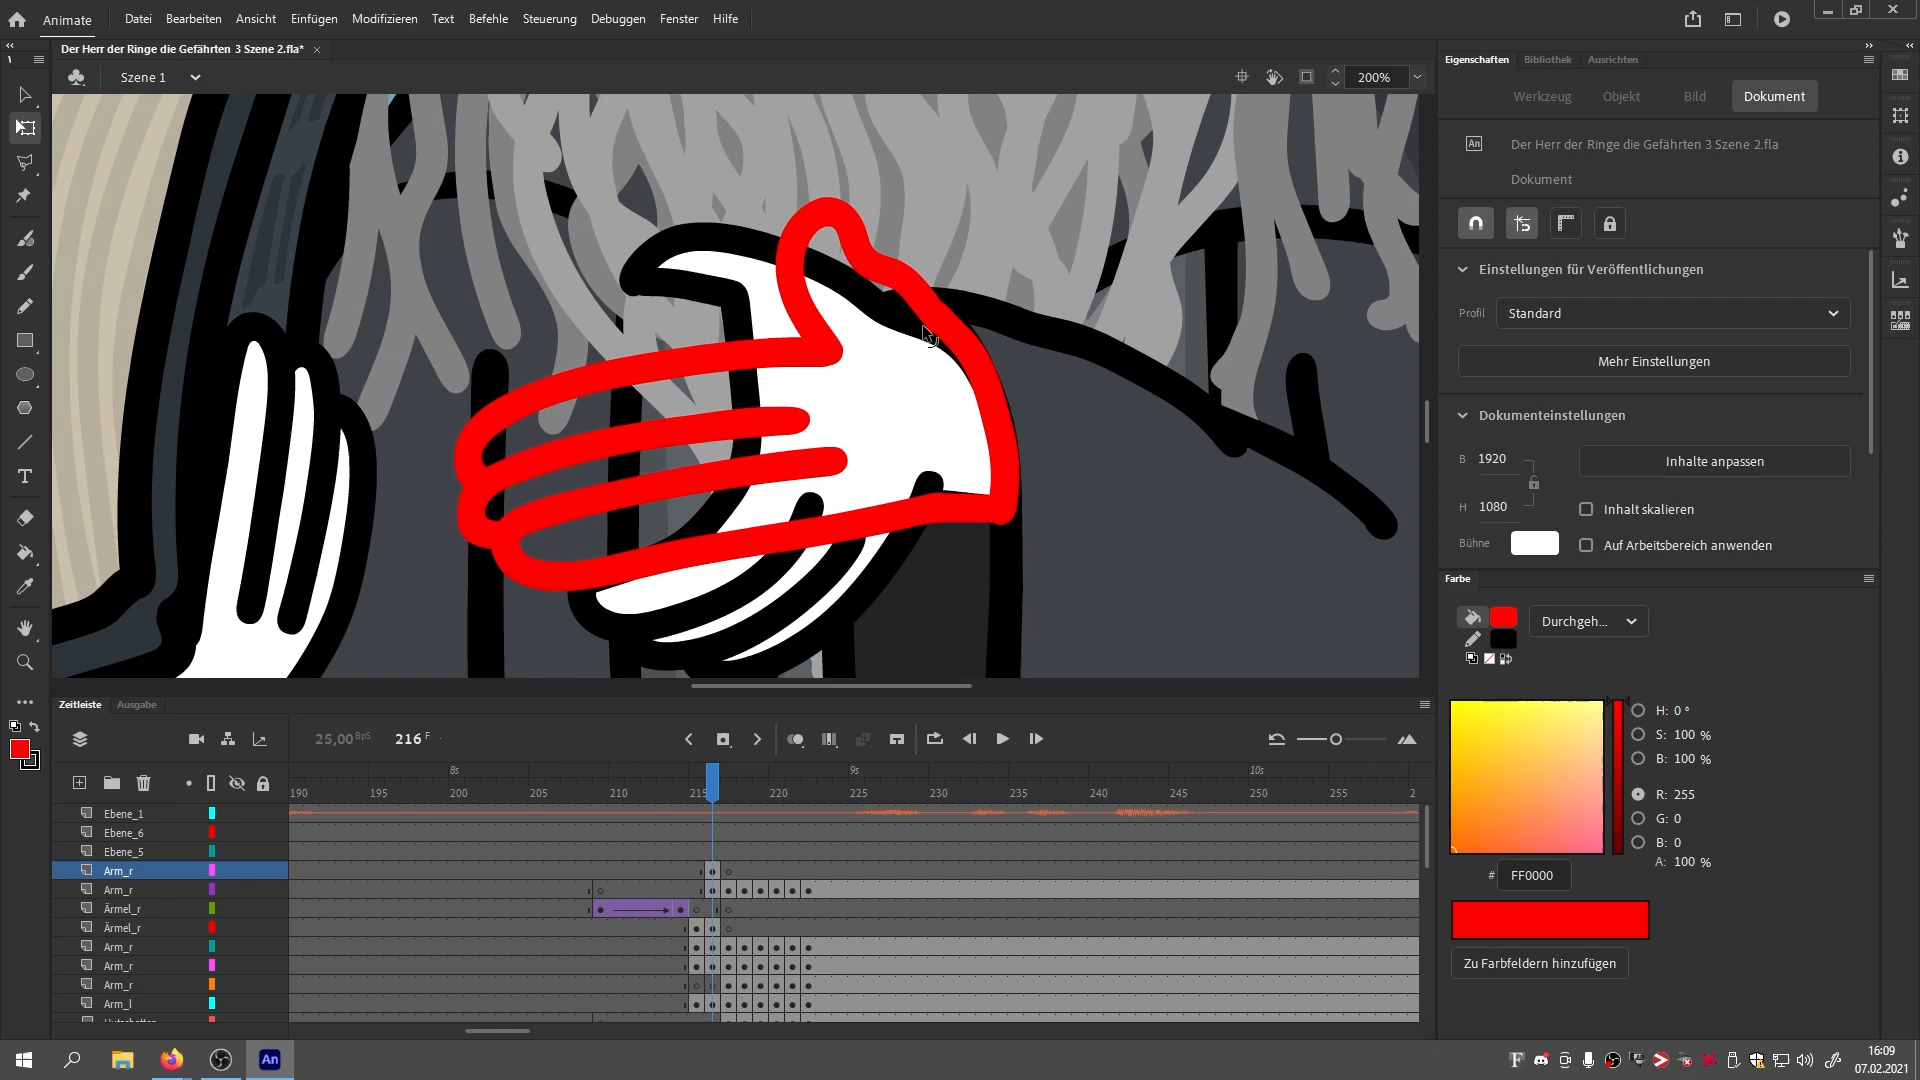 Animate
Datei Bearbeiten Ansicht Einfügen Modifizieren Text Befehle Steuerung Debuggen Fenster Hilfe
Der Herr der Ringe die Gefährten 3 Szene 2.fla*
Szene 1
200%
Eigenschaften Bibliothek Ausrichten
Werkzeug Objekt Bild Dokument
An Der Herr der Ringe die Gefährten 3 Szene 2.fla
Dokument
Einstellungen für Veröffentlichungen
Profil Standard
Mehr Einstellungen
Dokumenteinstellungen
B 1920 Inhalte anpassen
H 1080 Inhalt skalieren
Bühne Auf Arbeitsbereich anwenden
Farbe
Durchgeh...
H: 0 °
S: 100 %
B: 100 %
R: 255
G: 0
B: 0
A: 100 %
# FF0000
Zu Farbfeldern hinzufügen
Zeitleiste Ausgabe
25,00 BpS 216 F
8s 9s 10s
190 195 200 205 210 215 220 225 230 235 240 245 250 255 2
Ebene_1
Ebene_6
Ebene_5
Arm_r
Arm_r
Ärmel_r
Ärmel_r
Arm_r
Arm_r
Arm_r
Arm_l
An
16:09
07.02.2021